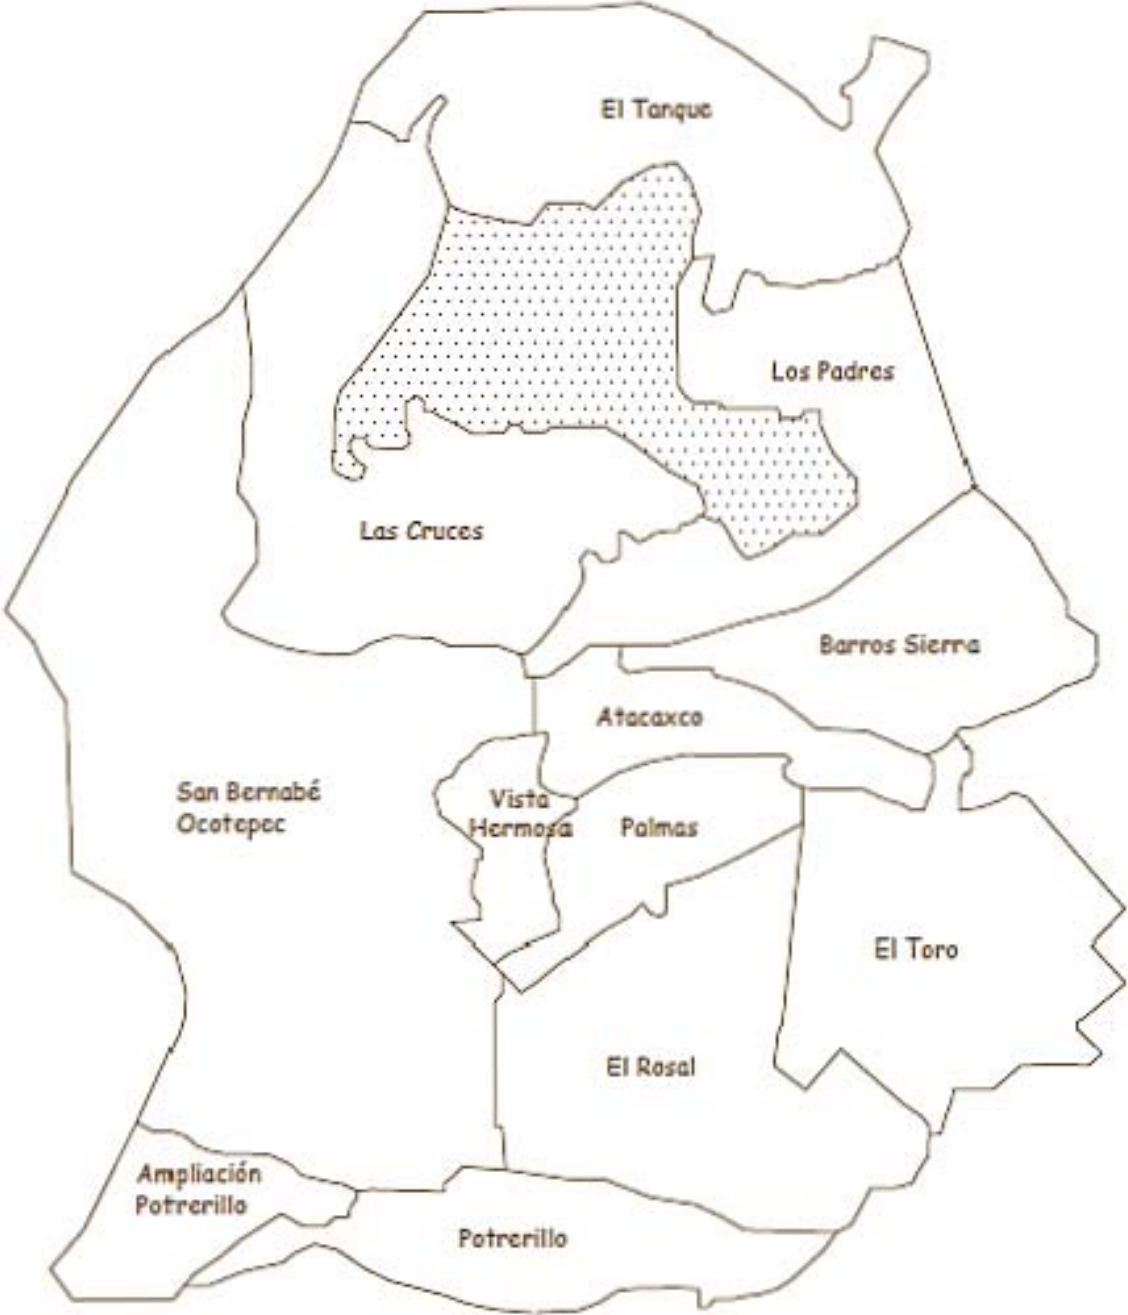 El Tanque
Los Padres
Las Cruces
Barros Sierra
Atacaxco
San Bernabé
Ocotepec
Vista
Hermosa
Palmas
El Toro
El Rosal
Ampliación
Potrerillo
Potrerillo